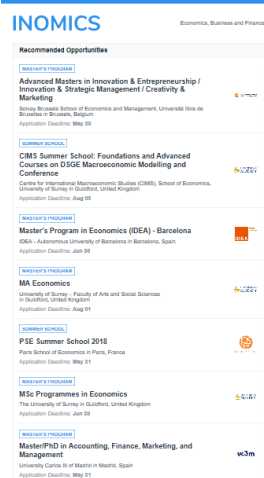 INOMICS
Economics, Business and Finance
Recommended Opportunities
MASTER'S PROGRAM
Advanced Masters in Innovation & Entrepreneurship /
Innovation & Strategic Management / Creativity &
Marketing
Solvay Brussels School of Economics and Management, Université libre de
Bruxelles in Brussels, Belgium
Application Deadline: May 30
SUMMER SCHOOL
CIMS Summer School: Foundations and Advanced
Courses on DSGE Macroeconomic Modelling and
Conference
Centre for International Macroeconomic Studies (CIMS), School of Economics,
University of Surrey in Guildford, United Kingdom
Application Deadline: Aug 05
MASTER'S PROGRAM
Master's Program in Economics (IDEA) - Barcelona
IDEA - Autonomous University of Barcelona in Barcelona, Spain
Application Deadline: Jun 30
IDEA
MASTER'S PROGRAM
MA Economics
University of Surrey – Faculty of Arts and Social Sciences
in Guildford, United Kingdom
Application Deadline: Aug 01
SUMMER SCHOOL
PSE Summer School 2018
Paris School of Economics in Paris, France
Application Deadline: May 31
MASTER'S PROGRAM
MSc Programmes in Economics
The University of Surrey in Guildford, United Kingdom
Application Deadline: Jun 30
MASTER'S PROGRAM
Master/PhD in Accounting, Finance, Marketing, and
Management
University Carlos III of Madrid in Madrid, Spain
Application Deadline: May 31
uc3m